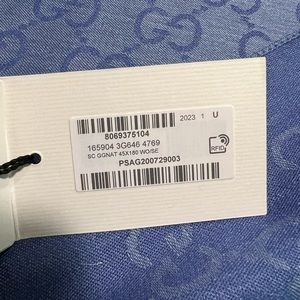 2023 1 U
8069375104
165904 3G646 4769
SC GGNAT 45X180 WO/SE
RFID
PSAG200729003